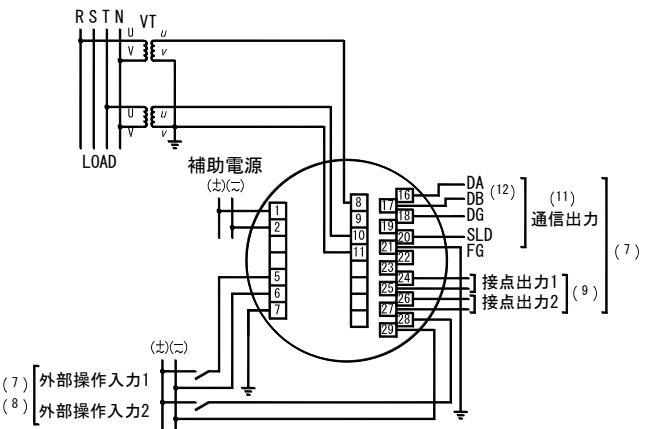 R S T N VT
U u
V v
U u
V v
LOAD
補助電源
(±)(~)
1
2
5
6
7
8
9
10
11
16
17
18
19
20
21
22
23
24
25
26
27
28
29
DA
DB
DG
SLD
FG
(12)
(11)
通信出力
(7)
接点出力1
接点出力2
(9)
(±)(~)
(7)
(8)
外部操作入力1
外部操作入力2